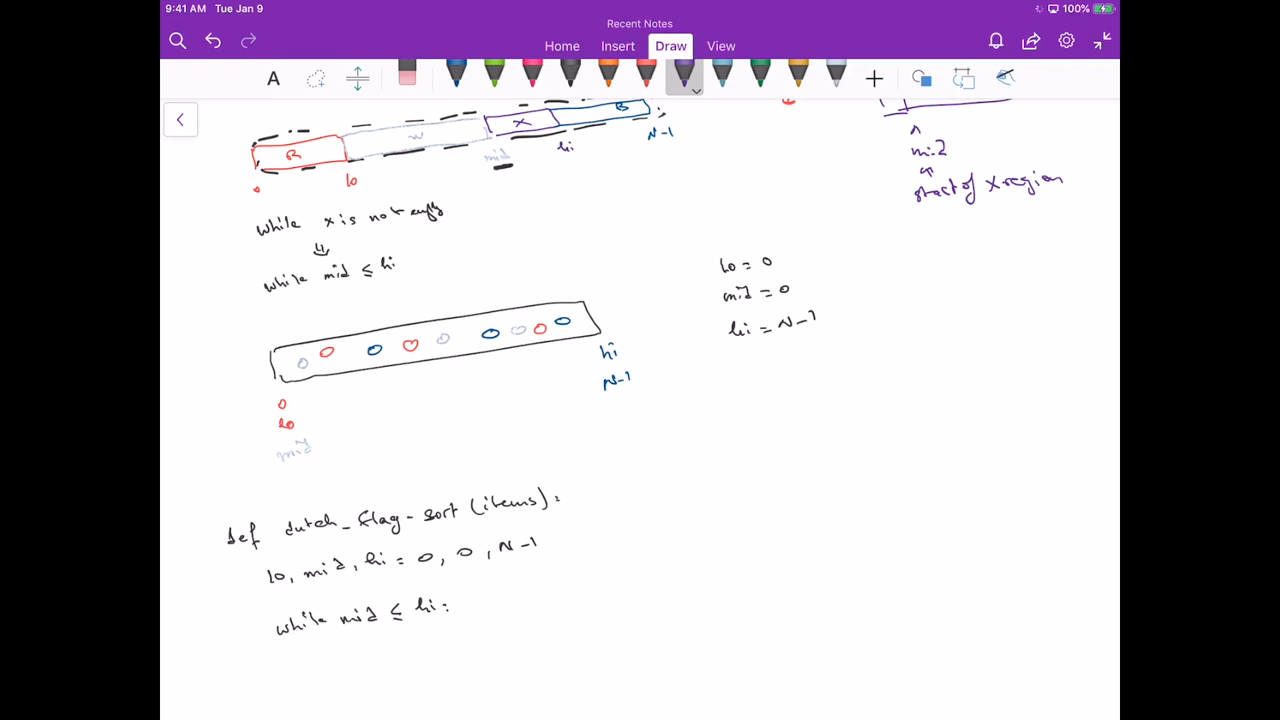 9:41 AM Tue Jan 9
100%
Recent Notes
Home Insert Draw View
A
R W X B
0 lo mid hi N-1
mid
start of X region
while x is not empty
while mid ≤ hi
lo = 0
mid = 0
hi = N-1
hi
N-1
0
lo
mid
def dutch_flag_sort (items):
lo, mid, hi = 0, 0, N-1
while mid ≤ hi: